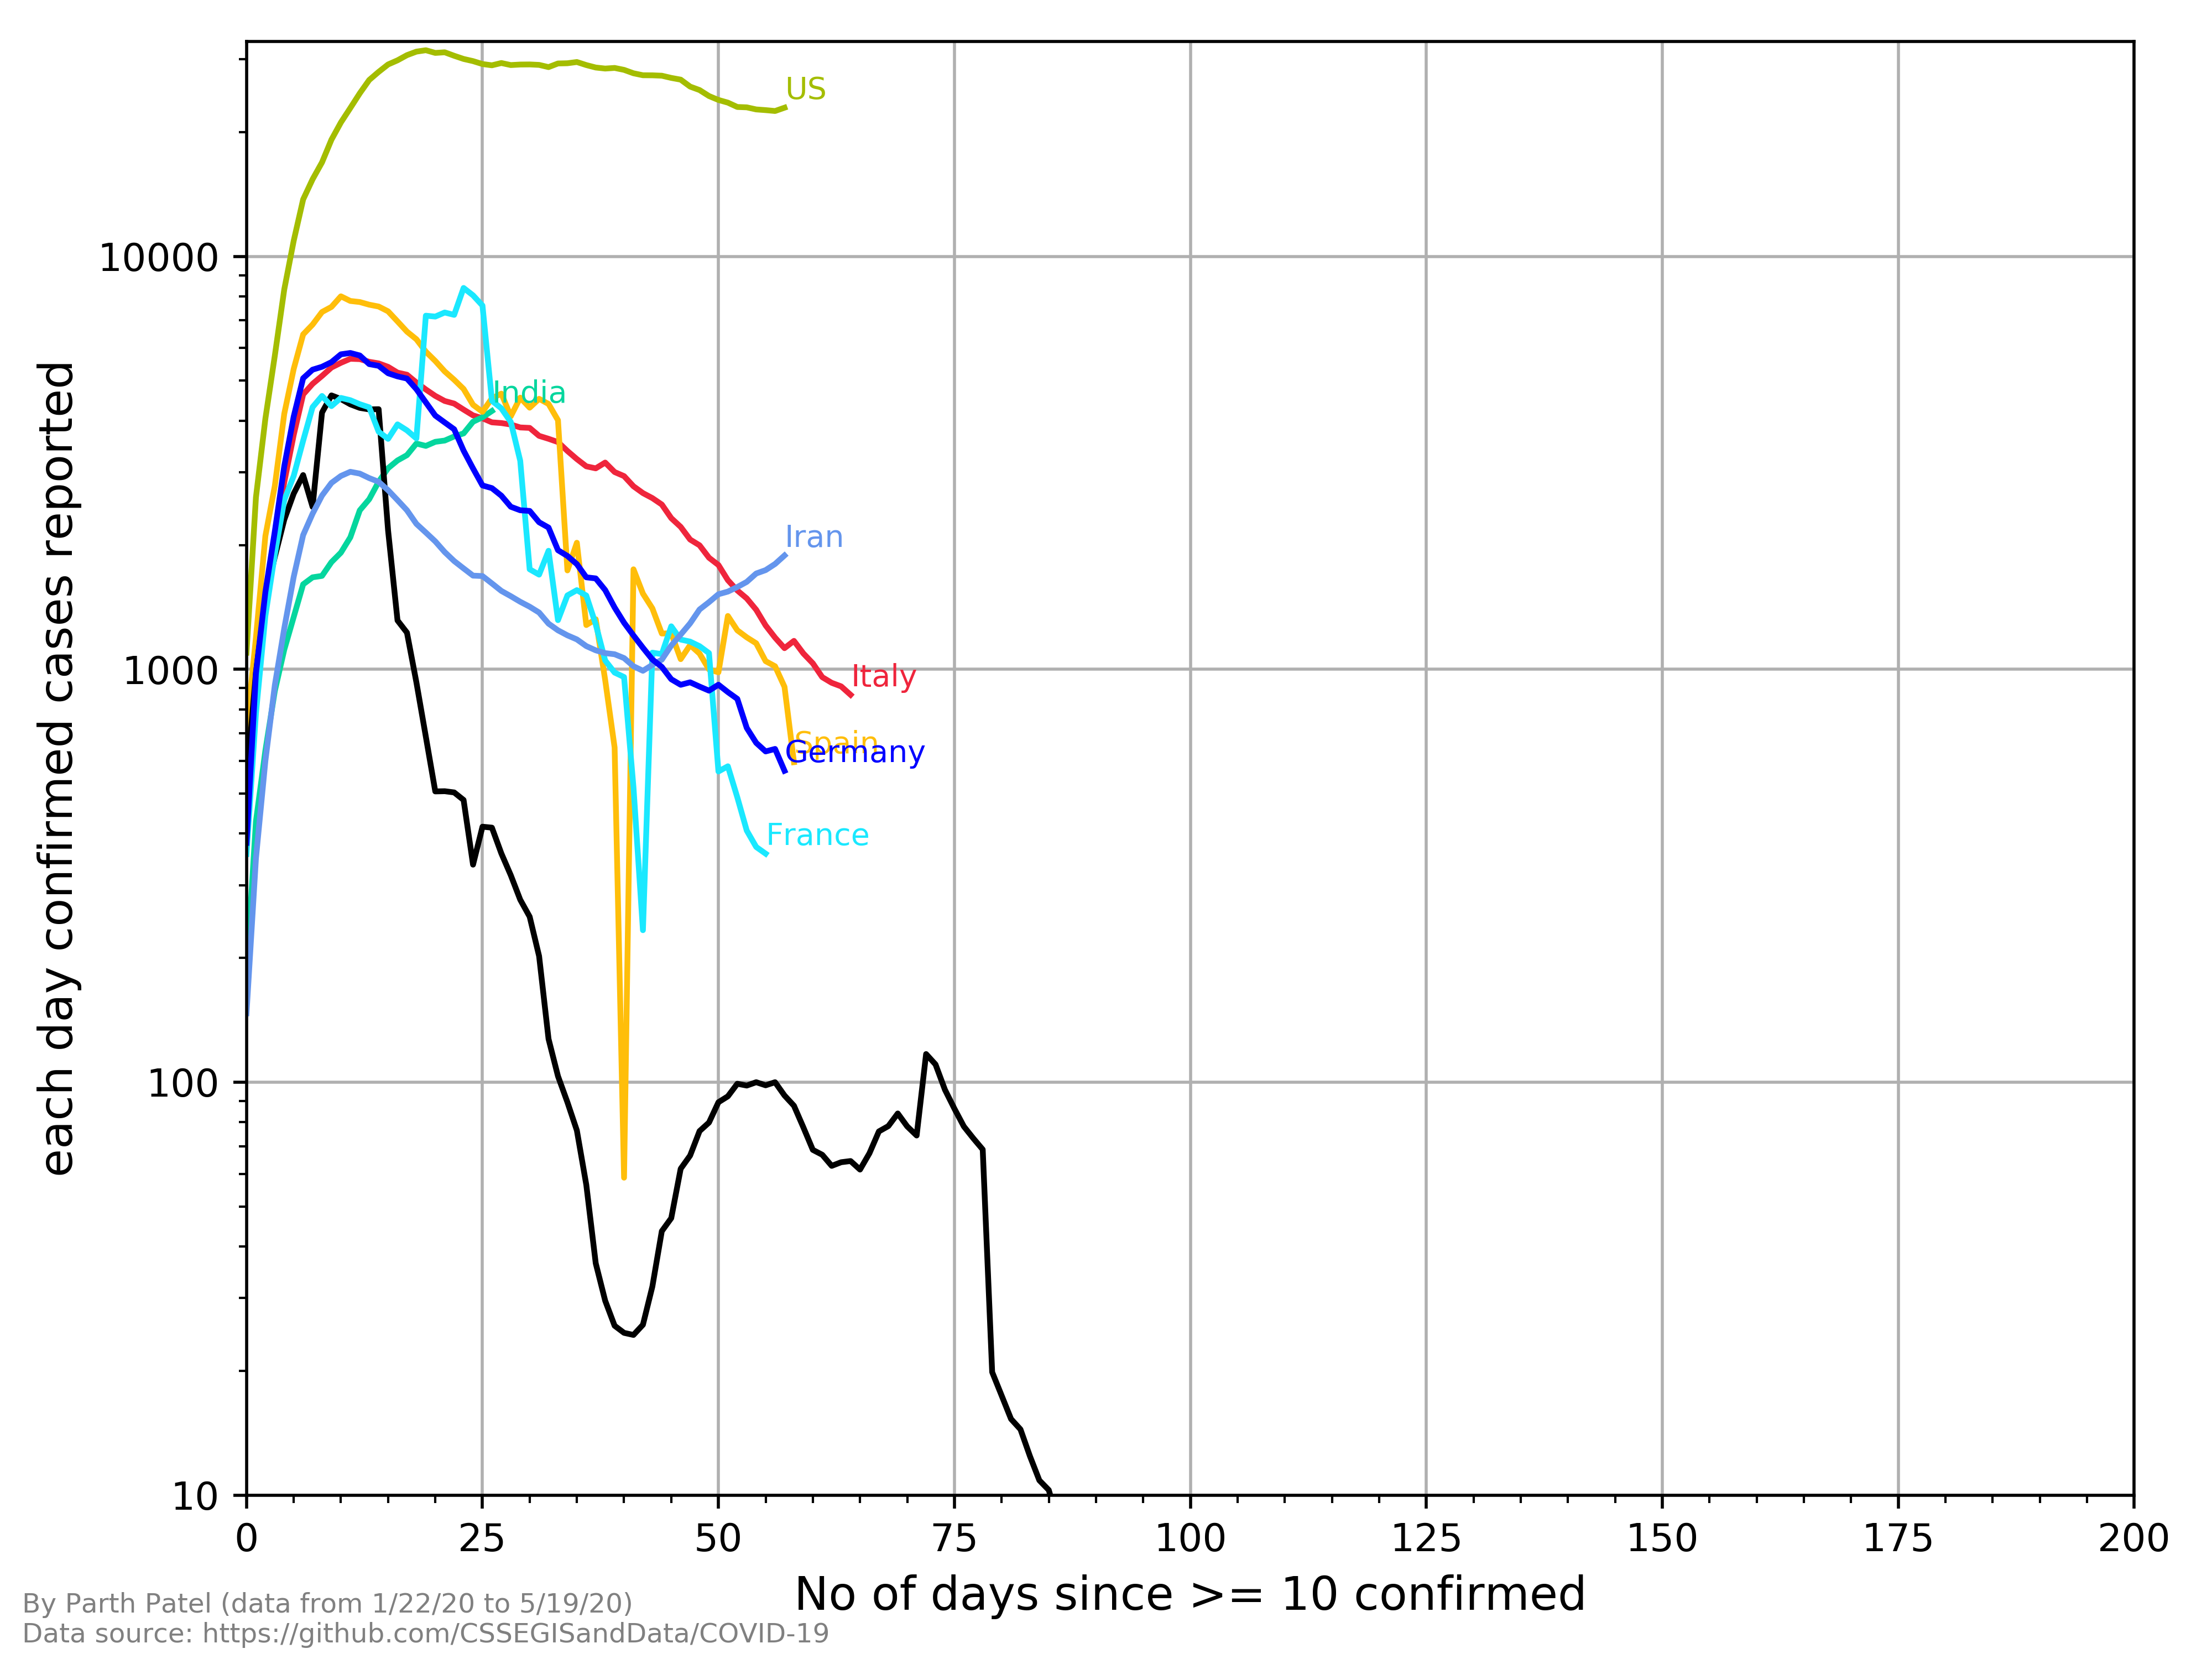 US
10000
India
each day confirmed cases reported
Iran
1000
Italy
Spain
Germany
France
100
10
0 25 50 75 100 125 150 175 200
No of days since >= 10 confirmed
By Parth Patel (data from 1/22/20 to 5/19/20)
Data source: https://github.com/CSSEGISandData/COVID-19